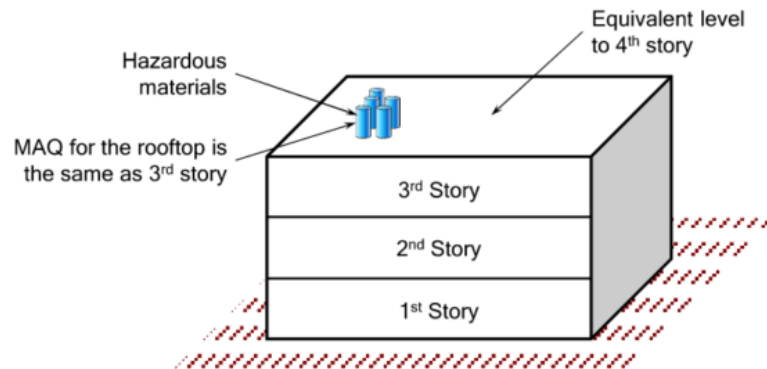 Equivalent level
to 4th story
Hazardous
materials
MAQ for the rooftop is
the same as 3rd story
3rd Story
2nd Story
1st Story